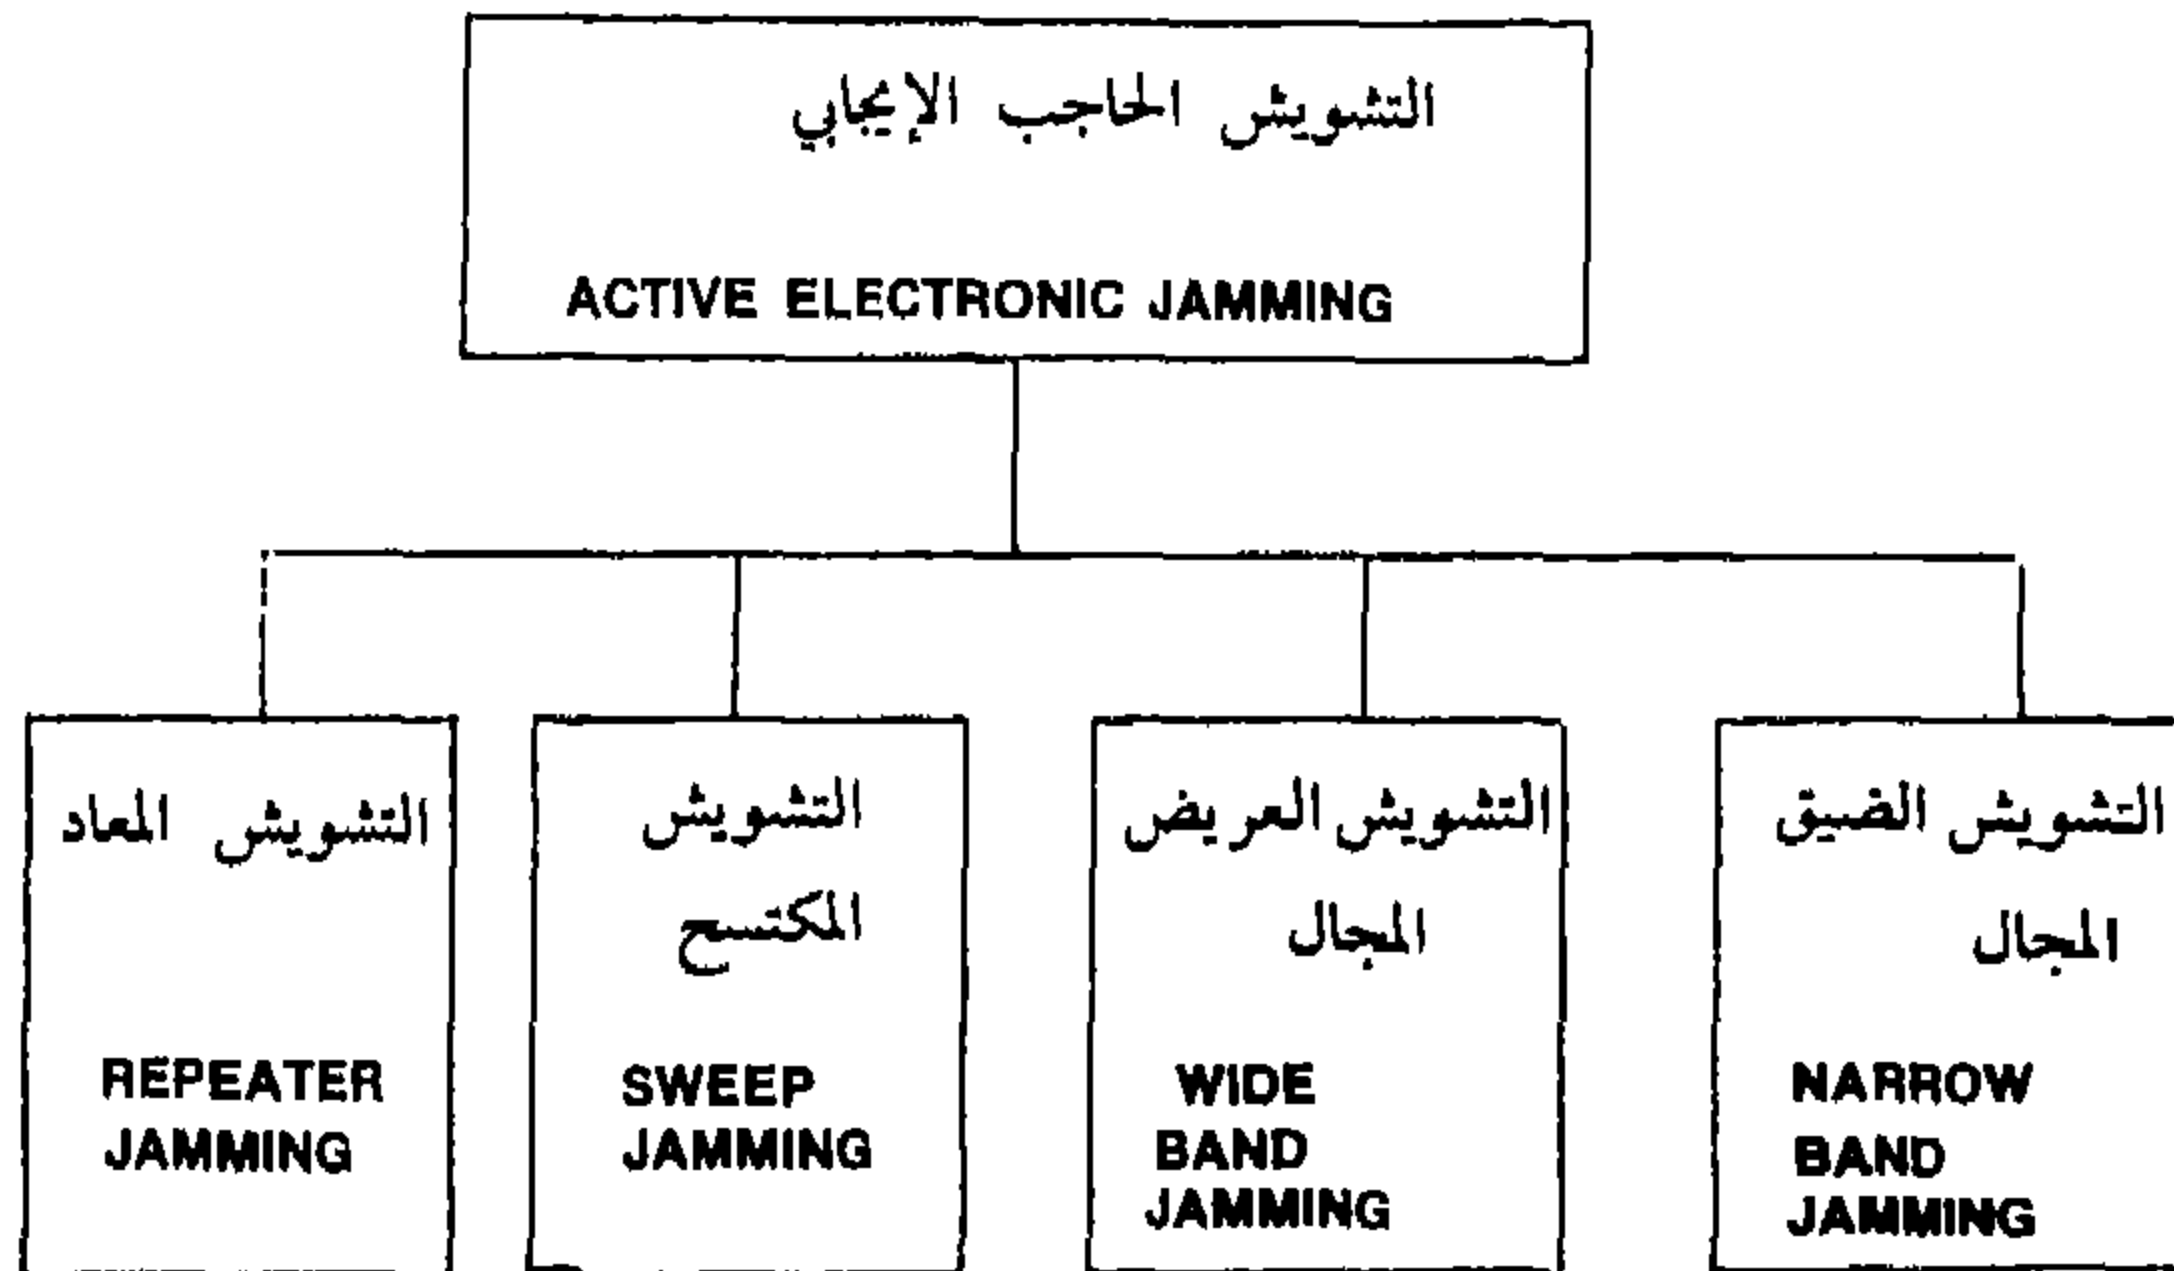 التشويش الحاجب الإيجابي
ACTIVE ELECTRONIC JAMMING
التشويش الضيق
المجال
NARROW
BAND
JAMMING
التشويش العريض
المجال
WIDE
BAND
JAMMING
التشويش
المكتسح
SWEEP
JAMMING
التشويش المعاد
REPEATER
JAMMING